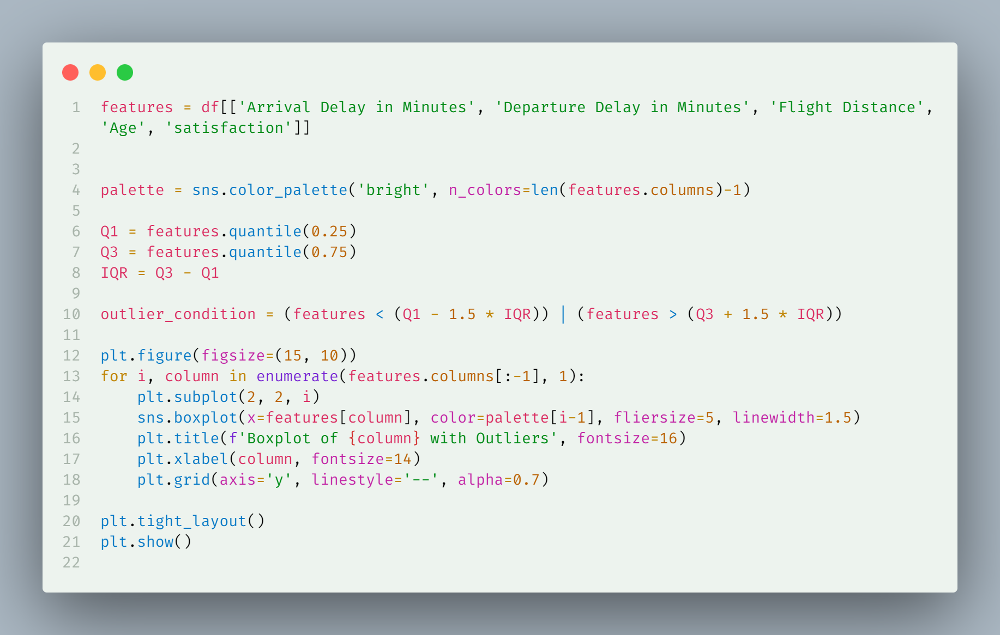 1 features = df[['Arrival Delay in Minutes', 'Departure Delay in Minutes', 'Flight Distance',
'Age', 'satisfaction']]
2
3
4 palette = sns.color_palette('bright', n_colors=len(features.columns)-1)
5
6 Q1 = features.quantile(0.25)
7 Q3 = features.quantile(0.75)
8 IQR = Q3 - Q1
9
10 outlier_condition = (features < (Q1 - 1.5 * IQR)) | (features > (Q3 + 1.5 * IQR))
11
12 plt.figure(figsize=(15, 10))
13 for i, column in enumerate(features.columns[:-1], 1):
14     plt.subplot(2, 2, i)
15     sns.boxplot(x=features[column], color=palette[i-1], fliersize=5, linewidth=1.5)
16     plt.title(f'Boxplot of {column} with Outliers', fontsize=16)
17     plt.xlabel(column, fontsize=14)
18     plt.grid(axis='y', linestyle='--', alpha=0.7)
19
20 plt.tight_layout()
21 plt.show()
22